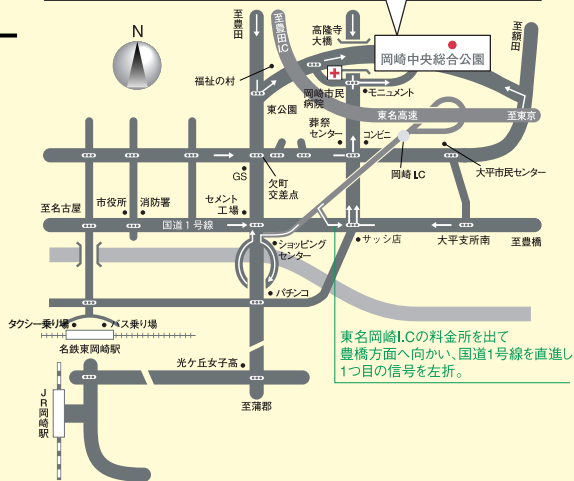 N
至豊田
至豊田I.C
高隆寺
大橋
至額田
岡崎中央総合公園
福祉の村
岡崎市民
病院
モニュメント
東公園
東名高速
至東京
葬祭
センター
コンビニ
岡崎I.C
大平市民センター
GS
欠町
交差点
市役所
消防署
セメント
工場
至名古屋
国道1号線
サッシ店
大平支所南
至豊橋
ショッピング
センター
パチンコ
タクシー乗り場
バス乗り場
名鉄東岡崎駅
東名岡崎I.Cの料金所を出て
豊橋方面へ向かい、国道1号線を直進し
1つ目の信号を左折。
光ケ丘女子高
JR岡崎駅
至蒲郡